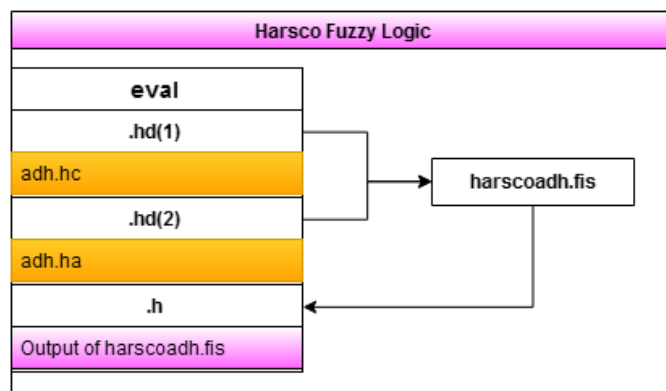 Harsco Fuzzy Logic
eval
.hd(1)
adh.hc
harscoadh.fis
.hd(2)
adh.ha
.h
Output of harscoadh.fis